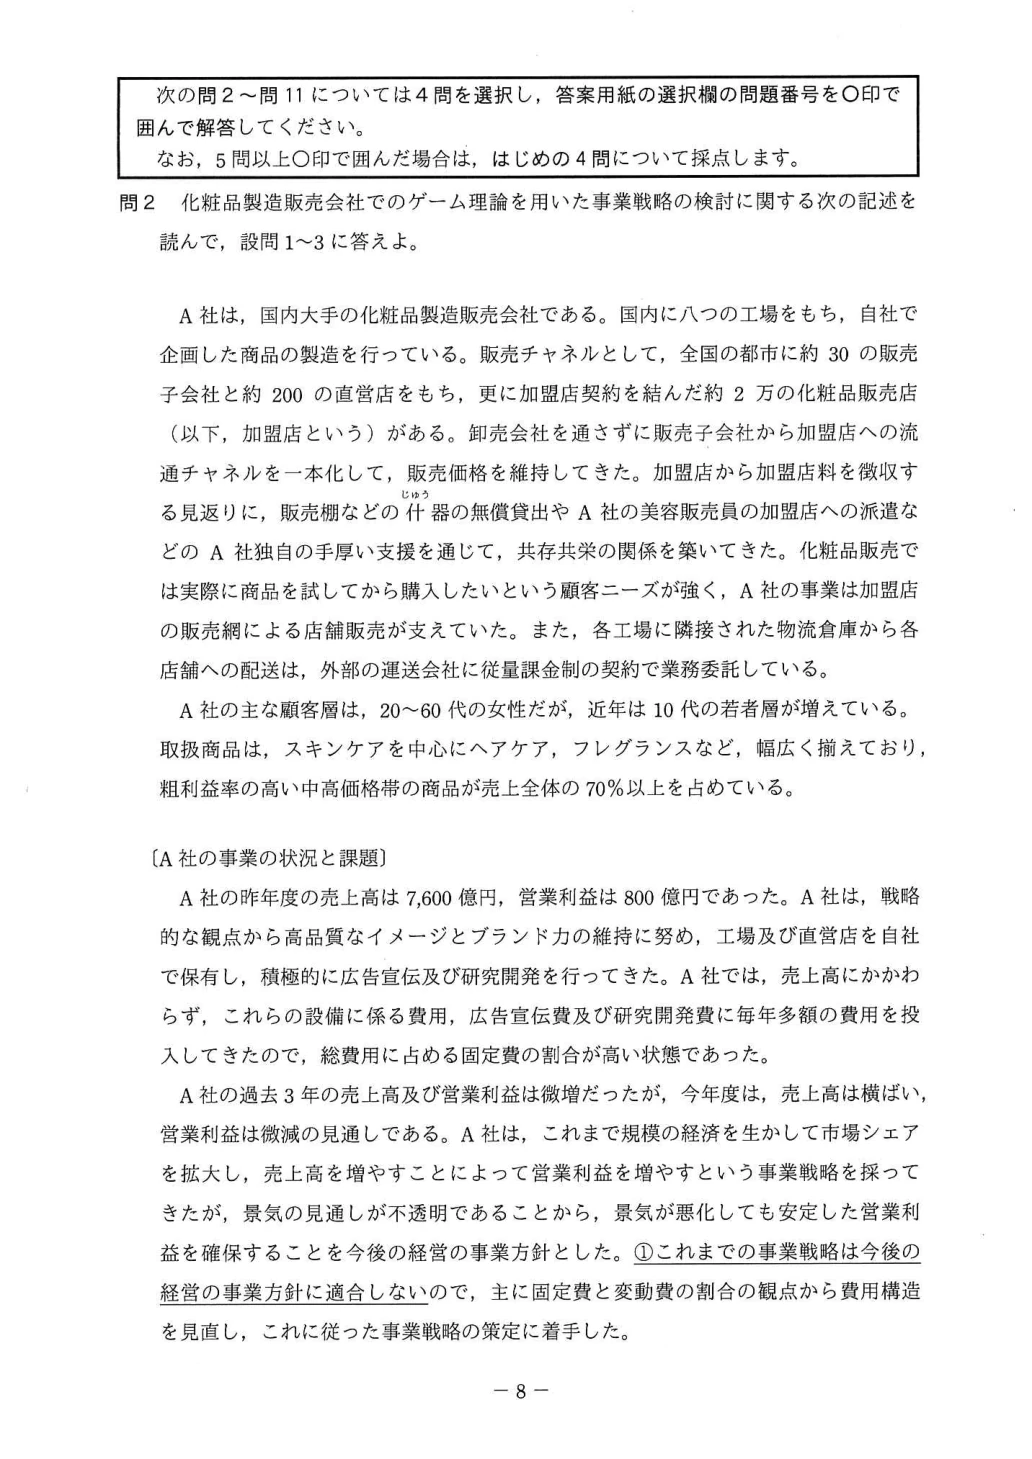 次の問２～問 11 については４問を選択し，答案用紙の選択欄の問題番号を〇印で
囲んで解答してください。
なお，５問以上〇印で囲んだ場合は，はじめの４問について採点します。
問２　化粧品製造販売会社でのゲーム理論を用いた事業戦略の検討に関する次の記述を
読んで，設問 1～3 に答えよ。
A 社は，国内大手の化粧品製造販売会社である。国内に八つの工場をもち，自社で
企画した商品の製造を行っている。販売チャネルとして，全国の都市に約 30 の販売
子会社と約 200 の直営店をもち，更に加盟店契約を結んだ約 2 万の化粧品販売店
（以下，加盟店という）がある。卸売会社を通さずに販売子会社から加盟店への流
通チャネルを一本化して，販売価格を維持してきた。加盟店から加盟店料を徴収す
じゅう
る見返りに，販売棚などの什器の無償貸出や A 社の美容販売員の加盟店への派遣な
どの A 社独自の手厚い支援を通じて，共存共栄の関係を築いてきた。化粧品販売で
は実際に商品を試してから購入したいという顧客ニーズが強く，A 社の事業は加盟店
の販売網による店舗販売が支えていた。また，各工場に隣接された物流倉庫から各
店舗への配送は，外部の運送会社に従量課金制の契約で業務委託している。
A 社の主な顧客層は，20～60 代の女性だが，近年は 10 代の若者層が増えている。
取扱商品は，スキンケアを中心にヘアケア，フレグランスなど，幅広く揃えており，
粗利益率の高い中高価格帯の商品が売上全体の 70％以上を占めている。
〔A 社の事業の状況と課題〕
A 社の昨年度の売上高は 7,600 億円，営業利益は 800 億円であった。A 社は，戦略
的な観点から高品質なイメージとブランド力の維持に努め，工場及び直営店を自社
で保有し，積極的に広告宣伝及び研究開発を行ってきた。A 社では，売上高にかかわ
らず，これらの設備に係る費用，広告宣伝費及び研究開発費に毎年多額の費用を投
入してきたので，総費用に占める固定費の割合が高い状態であった。
A 社の過去 3 年の売上高及び営業利益は微増だったが，今年度は，売上高は横ばい，
営業利益は微減の見通しである。A 社は，これまで規模の経済を生かして市場シェア
を拡大し，売上高を増やすことによって営業利益を増やすという事業戦略を採って
きたが，景気の見通しが不透明であることから，景気が悪化しても安定した営業利
益を確保することを今後の経営の事業方針とした。①これまでの事業戦略は今後の
経営の事業方針に適合しないので，主に固定費と変動費の割合の観点から費用構造
を見直し，これに従った事業戦略の策定に着手した。
－ 8 －